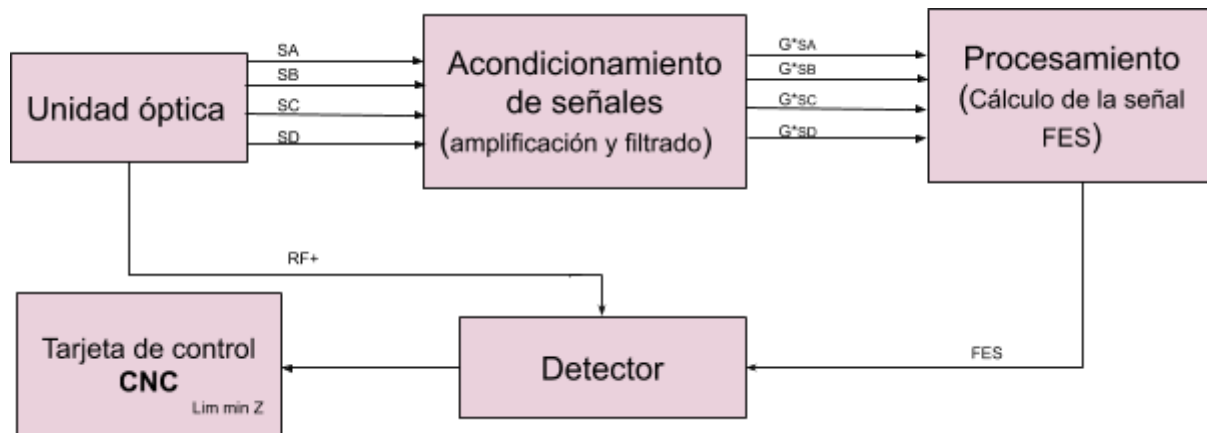 Unidad óptica
SA
SB
SC
SD
Acondicionamiento
de señales
(amplificación y filtrado)
G*SA
G*SB
G*SC
G*SD
Procesamiento
(Cálculo de la señal
FES)
RF+
FES
Detector
Tarjeta de control
CNC
Lim min Z